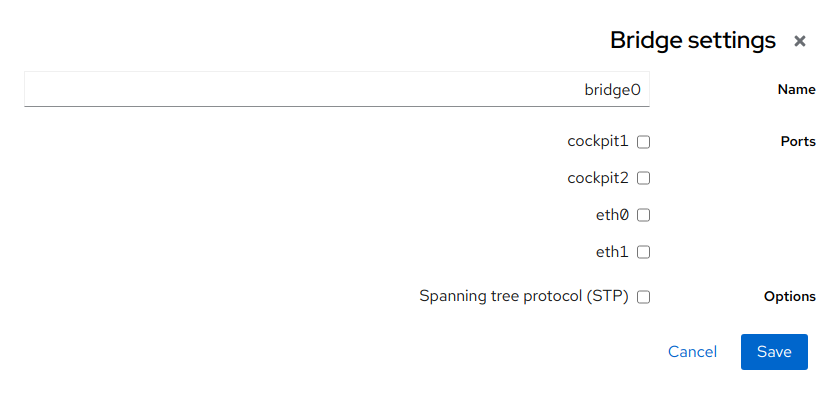 Bridge settings
Name
bridge0
Ports
cockpit1
cockpit2
eth0
eth1
Options
Spanning tree protocol (STP)
Save
Cancel